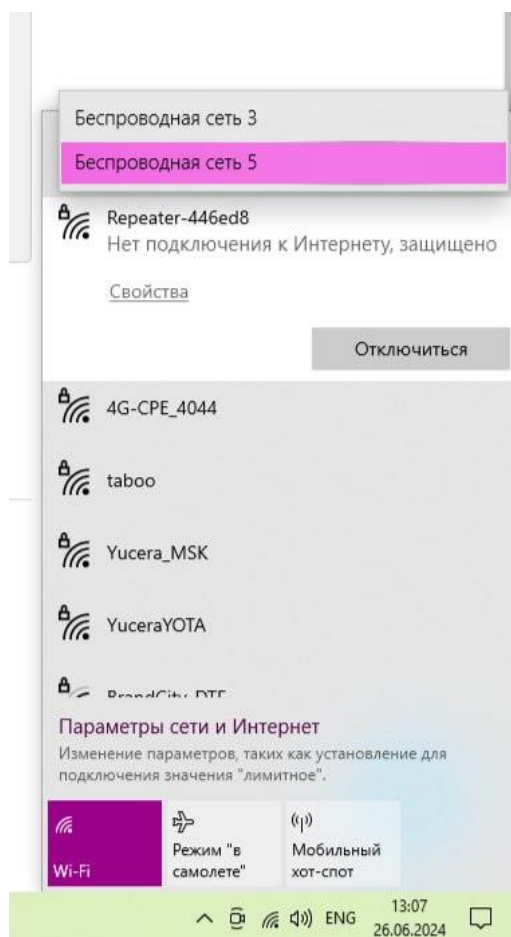 Беспроводная сеть 3
Беспроводная сеть 5
Repeater-446ed8
Нет подключения к Интернету, защищено
Свойства
Отключиться
4G-CPE_4044
taboo
Yucera_MSK
YuceraYOTA
Параметры сети и Интернет
Изменение параметров, таких как установление для
подключения значения "лимитное".
Wi-Fi
Режим "в
самолете"
Мобильный
хот-спот
ENG
13:07
26.06.2024